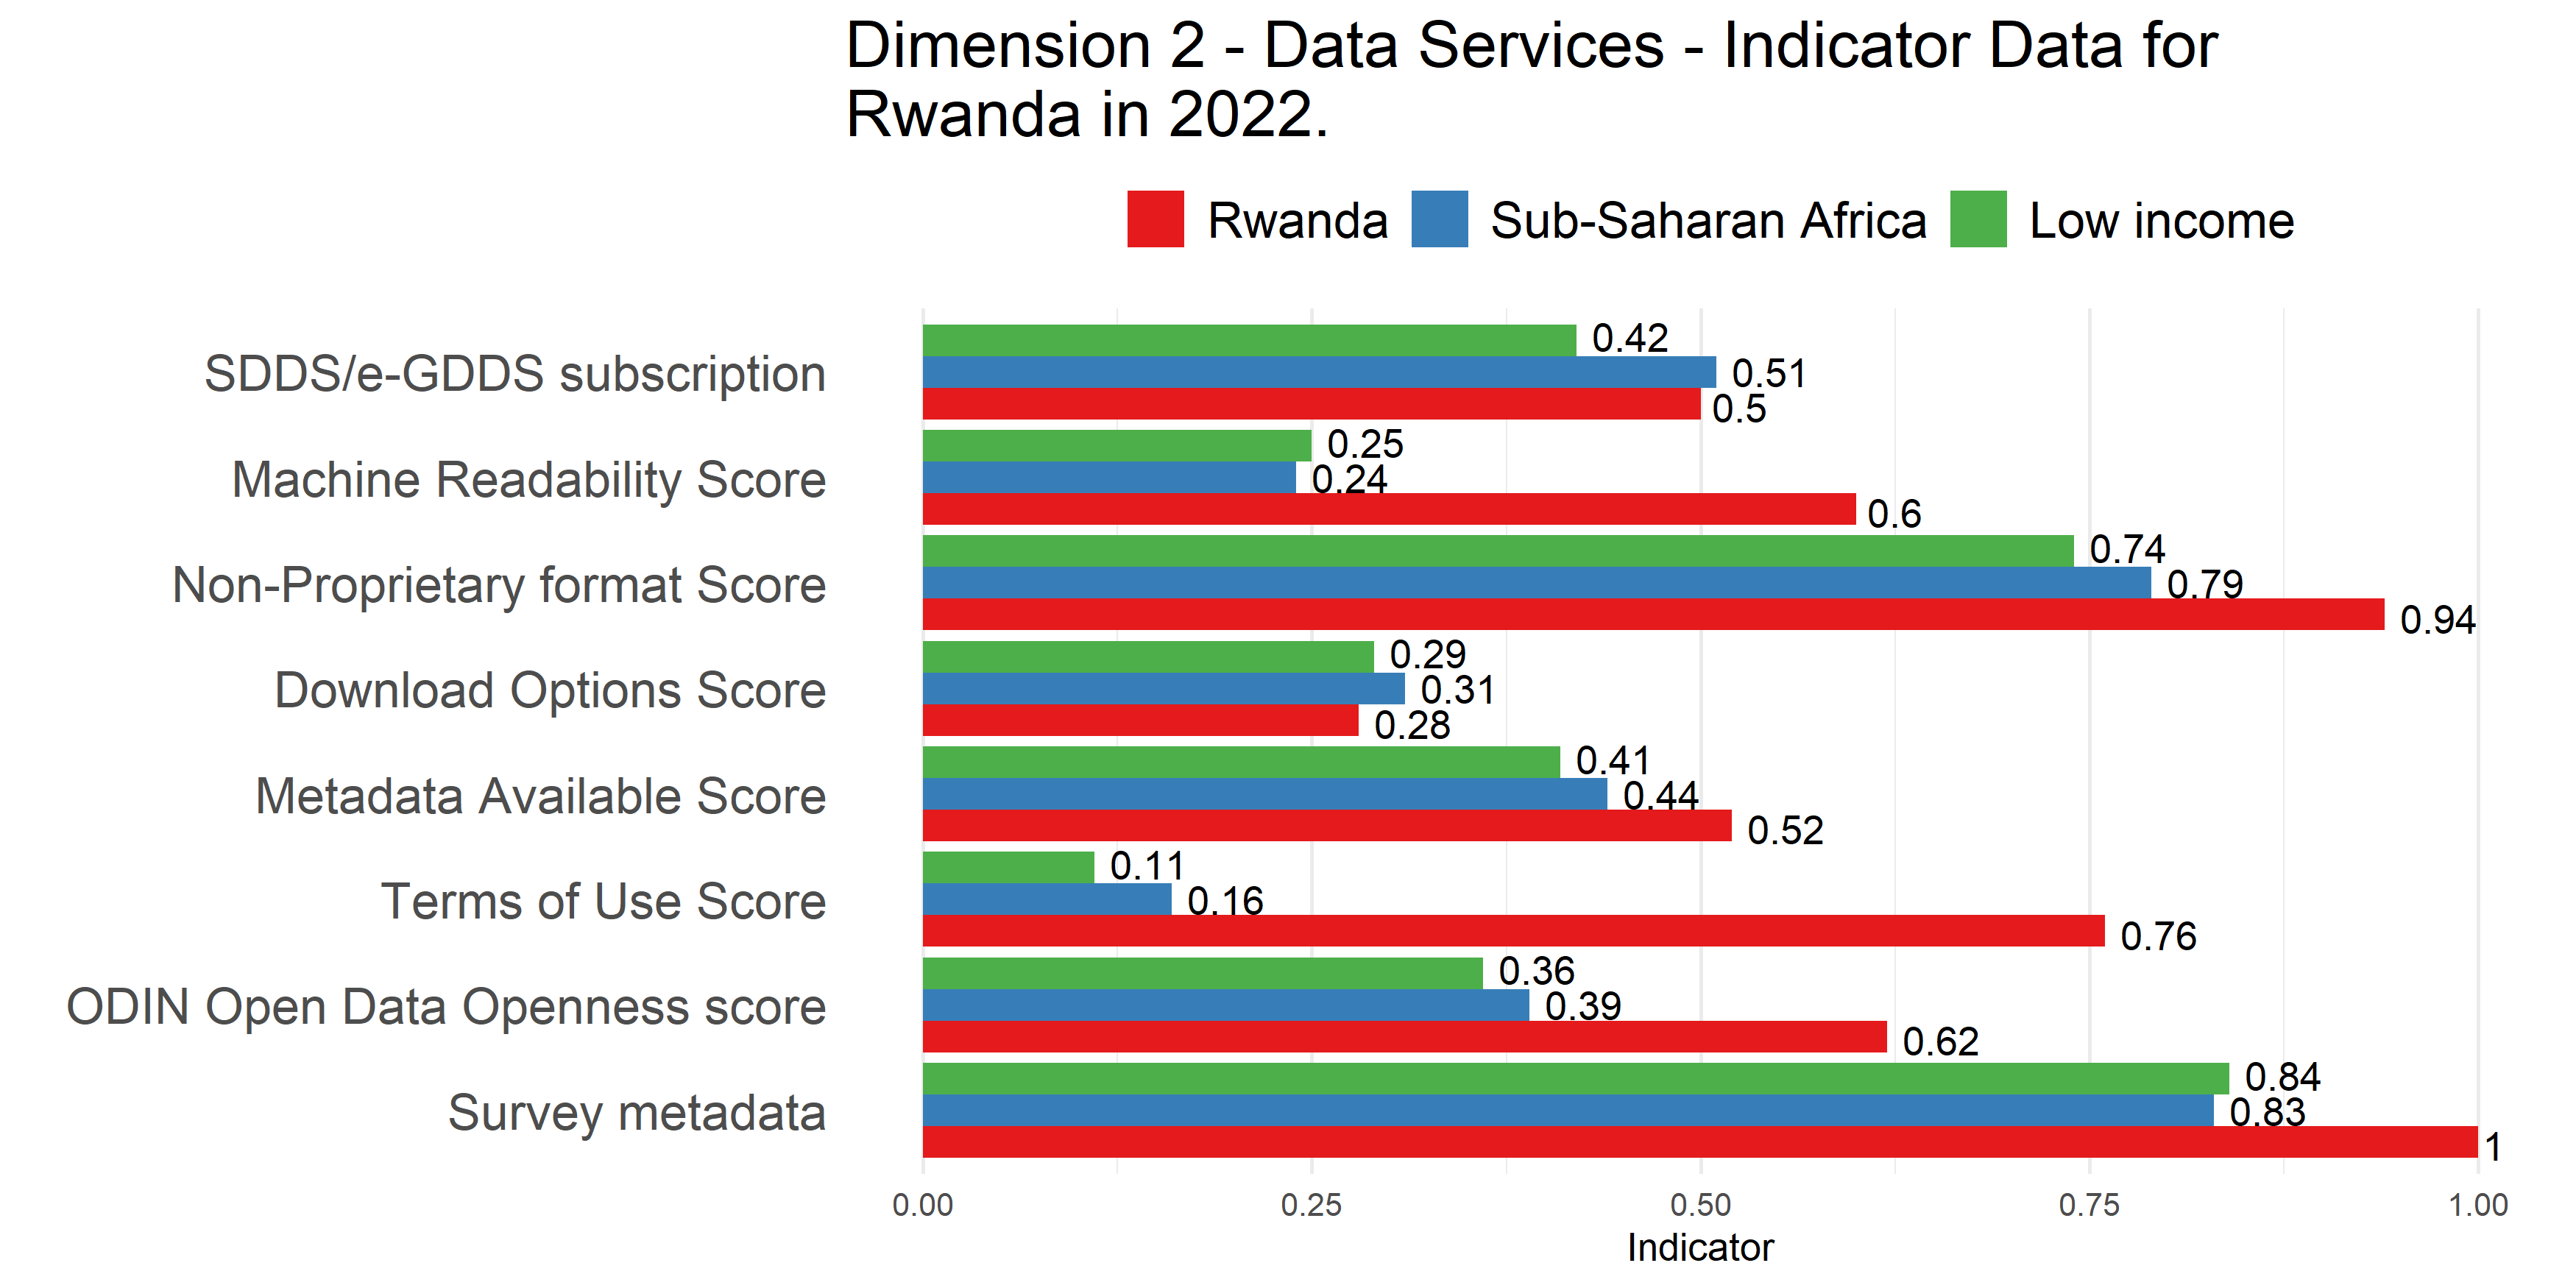 Dimension 2 - Data Services - Indicator Data for
Rwanda in 2022.
Rwanda Sub-Saharan Africa Low income
SDDS/e-GDDS subscription
0.42
0.51
0.5
Machine Readability Score
0.25
0.24
0.6
Non-Proprietary format Score
0.74
0.79
0.94
Download Options Score
0.29
0.31
0.28
Metadata Available Score
0.41
0.44
0.52
Terms of Use Score
0.11
0.16
0.76
ODIN Open Data Openness score
0.36
0.39
0.62
Survey metadata
0.84
0.83
1
0.00 0.25 0.50 0.75 1.00
Indicator